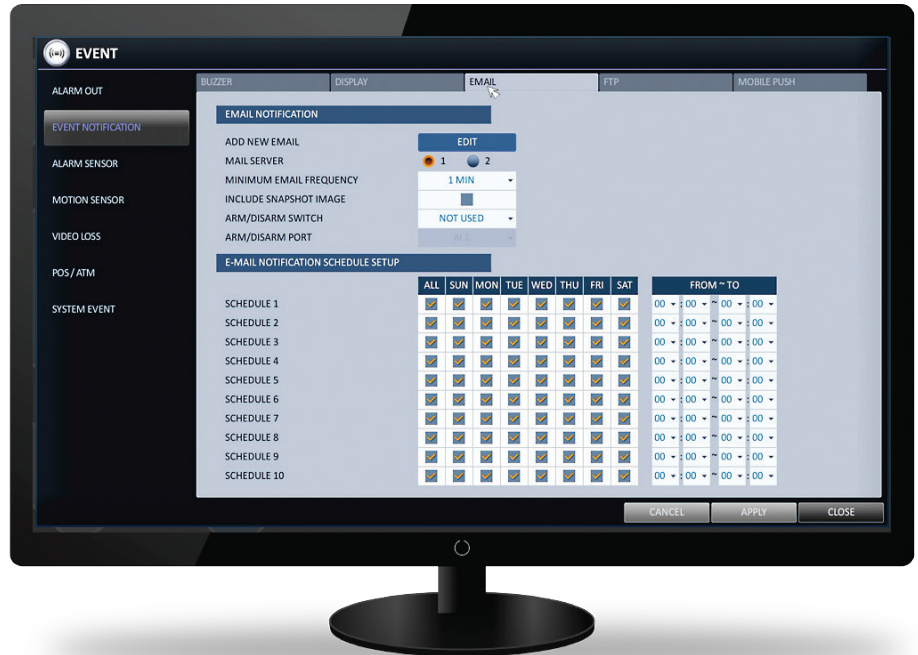 EVENT
ALARM OUT
EVENT NOTIFICATION
ALARM SENSOR
MOTION SENSOR
VIDEO LOSS
POS / ATM
SYSTEM EVENT
BUZZER DISPLAY EMAIL FTP MOBILE PUSH
EMAIL NOTIFICATION
ADD NEW EMAIL EDIT
MAIL SERVER 1 2
MINIMUM EMAIL FREQUENCY 1 MIN
INCLUDE SNAPSHOT IMAGE
ARM/DISARM SWITCH NOT USED
ARM/DISARM PORT
E-MAIL NOTIFICATION SCHEDULE SETUP
ALL SUN MON TUE WED THU FRI SAT FROM ~ TO
SCHEDULE 1 00 : 00 ~ 00 : 00
SCHEDULE 2 00 : 00 ~ 00 : 00
SCHEDULE 3 00 : 00 ~ 00 : 00
SCHEDULE 4 00 : 00 ~ 00 : 00
SCHEDULE 5 00 : 00 ~ 00 : 00
SCHEDULE 6 00 : 00 ~ 00 : 00
SCHEDULE 7 00 : 00 ~ 00 : 00
SCHEDULE 8 00 : 00 ~ 00 : 00
SCHEDULE 9 00 : 00 ~ 00 : 00
SCHEDULE 10 00 : 00 ~ 00 : 00
CANCEL APPLY CLOSE